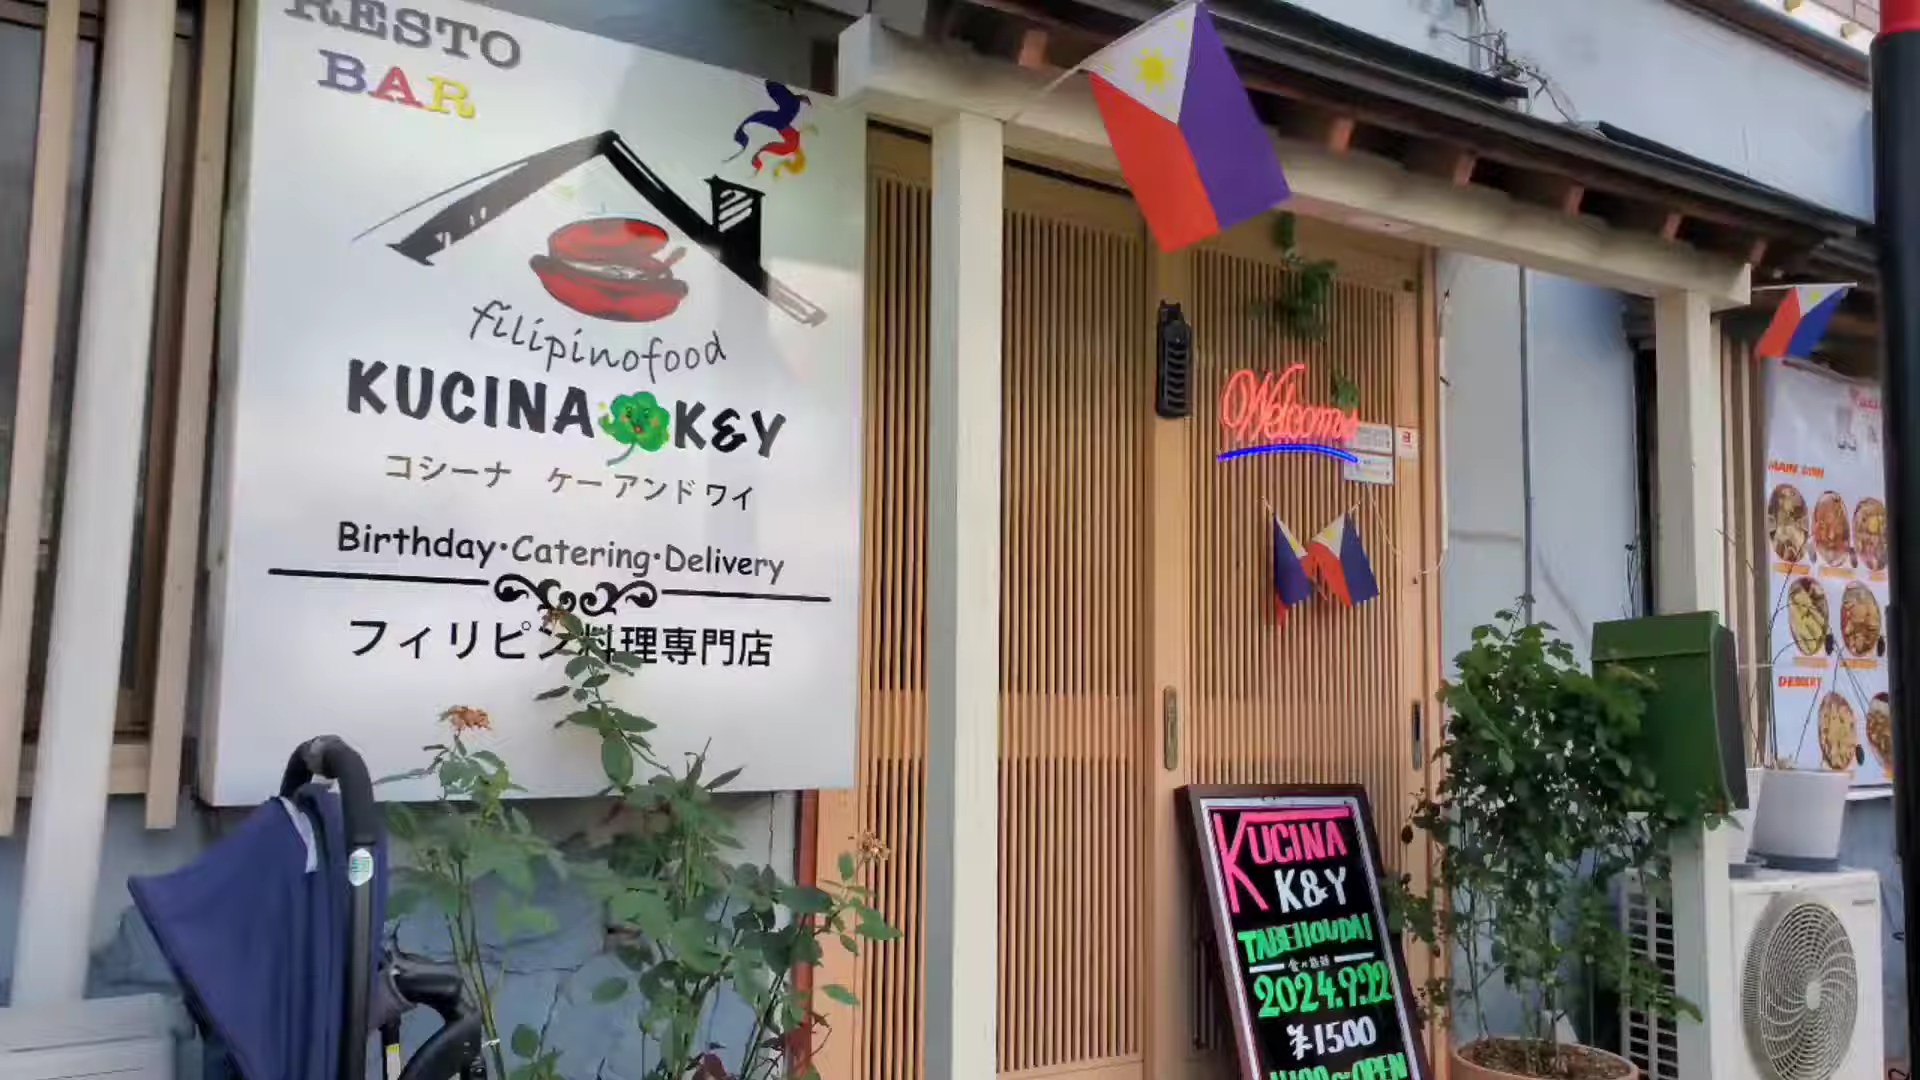 RESTO
BAR
filipinofood
KUCINA K&Y
コシーナ ケー アンド ワイ
Birthday・Catering・Delivery
フィリピン料理専門店
Welcome
KUCINA
K&Y
TABEHOUDAI
2024.9.22
¥1500
OPEN
MAIN DISH
DESSERT